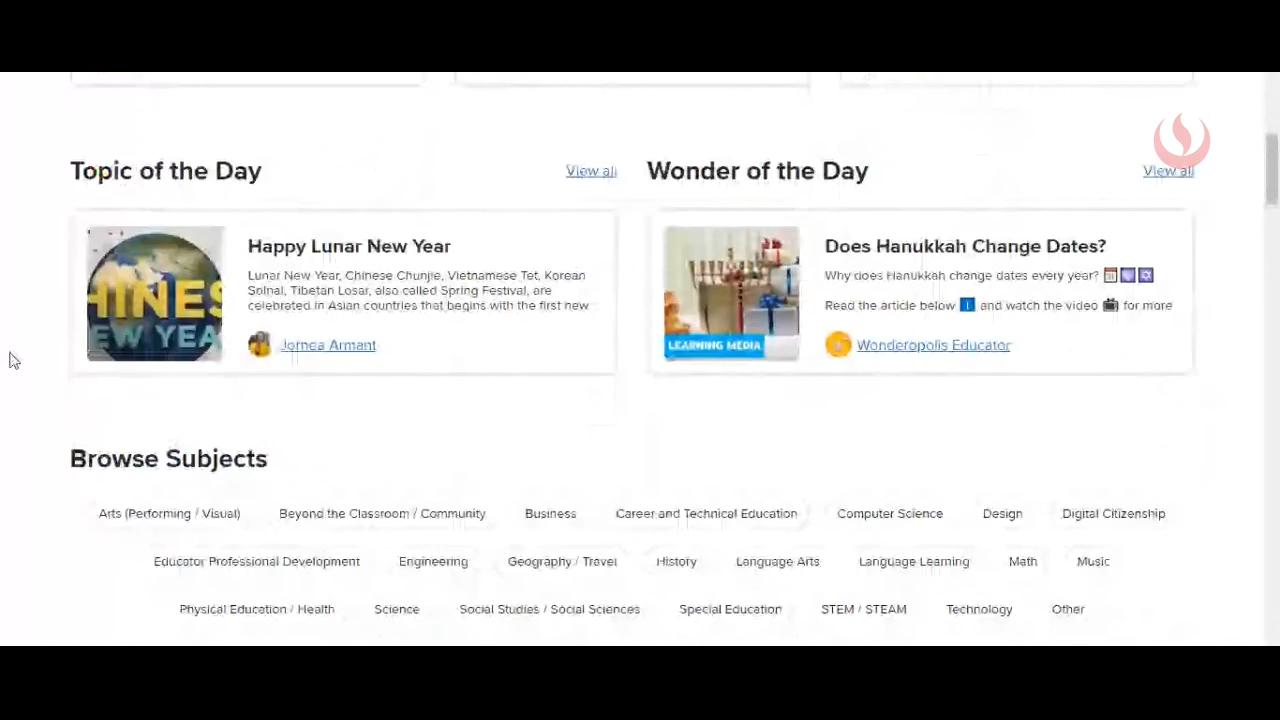 Topic of the Day
View all
Wonder of the Day
View all
HINES
EW YEA
Happy Lunar New Year
Lunar New Year, Chinese Chunjie, Vietnamese Tet, Korean
Solnal, Tibetan Losar, also called Spring Festival, are
celebrated in Asian countries that begins with the first new
Jornea Armant
LEARNING MEDIA
Does Hanukkah Change Dates?
Why does Hanukkah change dates every year?
Read the article below and watch the video for more
Wonderopolis Educator
Browse Subjects
Arts (Performing / Visual) Beyond the Classroom / Community Business Career and Technical Education Computer Science Design Digital Citizenship
Educator Professional Development Engineering Geography / Travel History Language Arts Language Learning Math Music
Physical Education / Health Science Social Studies / Social Sciences Special Education STEM / STEAM Technology Other